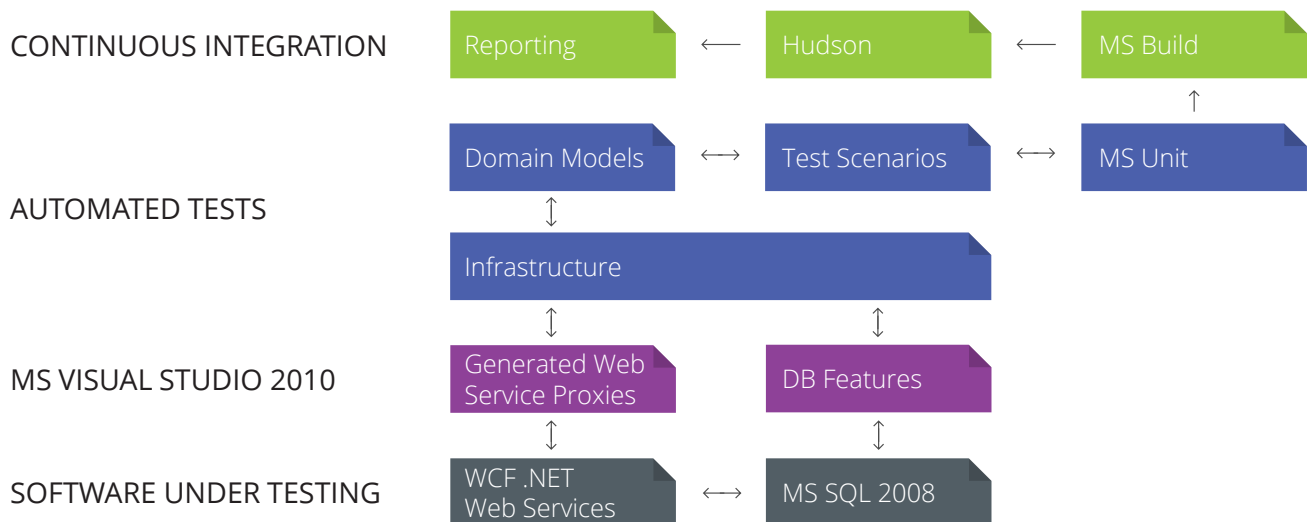 CONTINUOUS INTEGRATION
Reporting
Hudson
MS Build
Domain Models
Test Scenarios
MS Unit
AUTOMATED TESTS
Infrastructure
MS VISUAL STUDIO 2010
Generated Web
Service Proxies
DB Features
SOFTWARE UNDER TESTING
WCF .NET
Web Services
MS SQL 2008